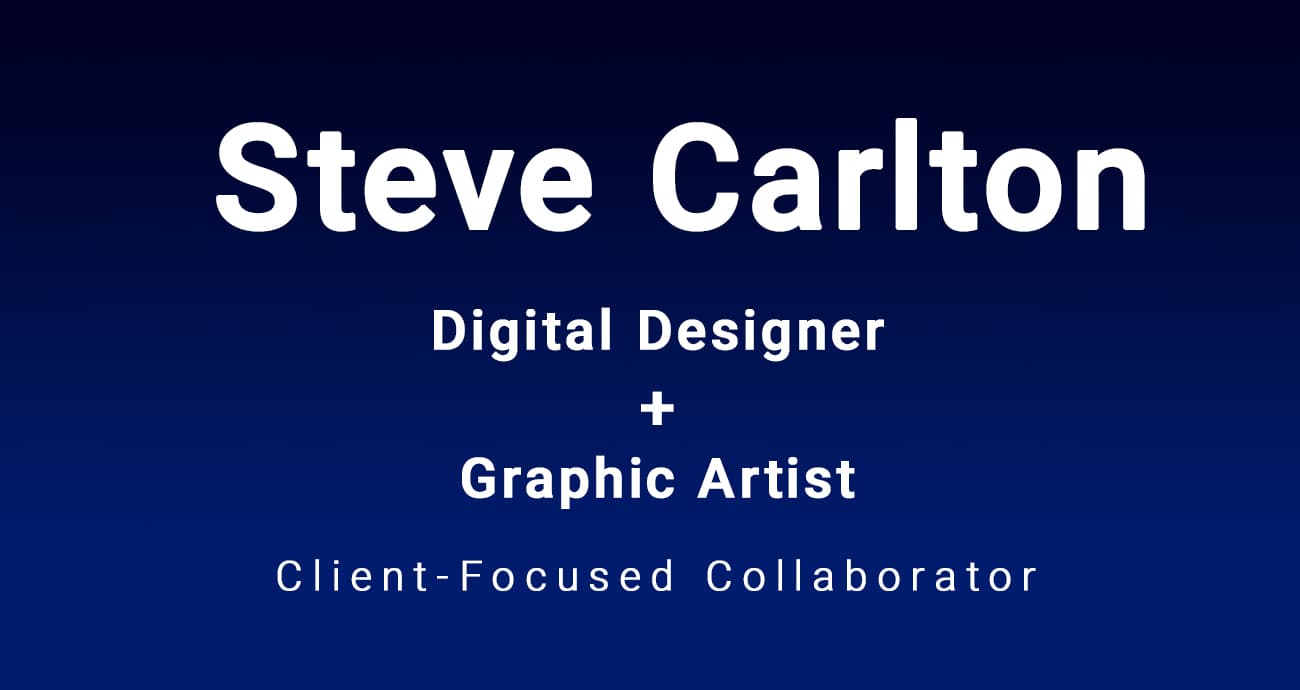 Steve Carlton
Digital Designer
+
Graphic Artist
Client-Focused Collaborator